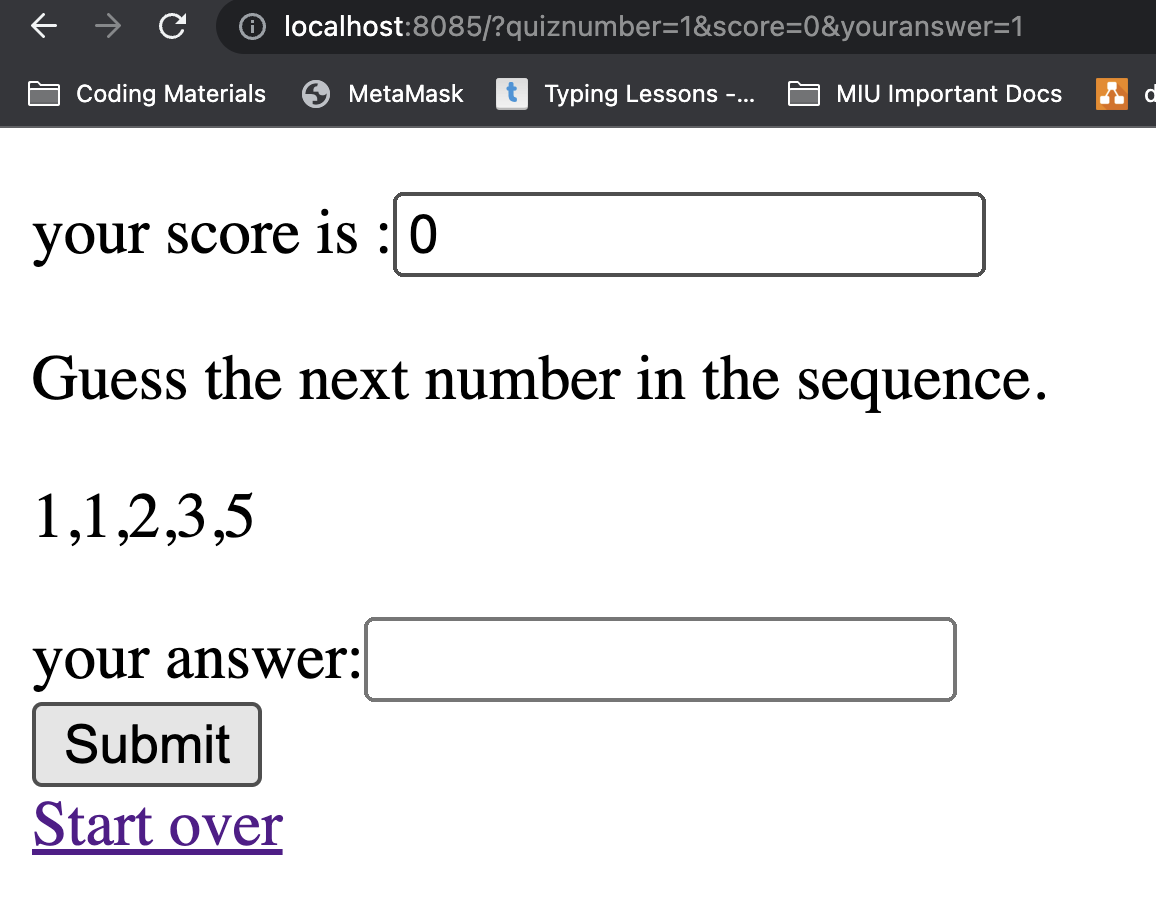 localhost:8085/?quiznumber=1&score=0&youranswer=1
Coding Materials MetaMask t Typing Lessons -... MIU Important Docs d
your score is : 0
Guess the next number in the sequence.
1,1,2,3,5
your answer:
Submit
Start over